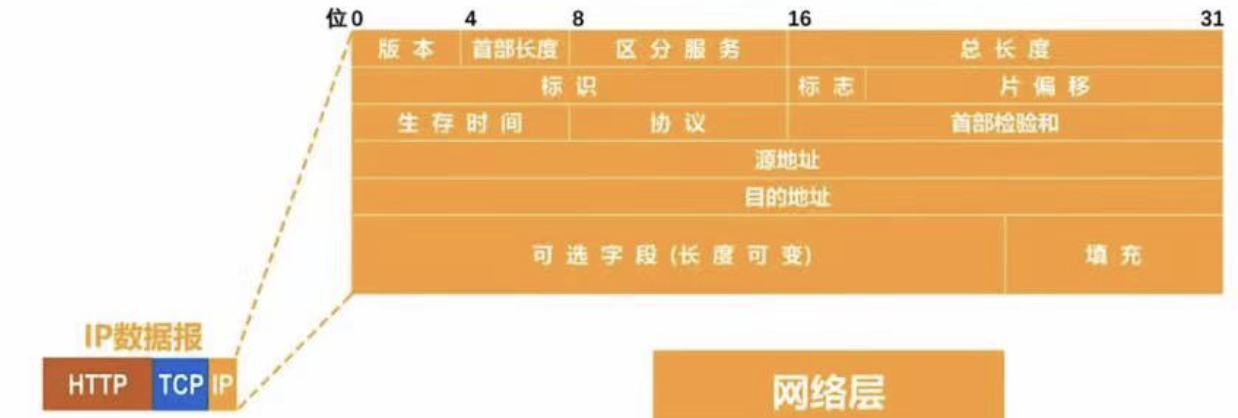 位 0 4 8 16 31
版本 首部长度 区分服务 总长度
标识 标志 片偏移
生存时间 协议 首部检验和
源地址
目的地址
可选字段(长度可变) 填充
IP数据报
HTTP TCP IP
网络层